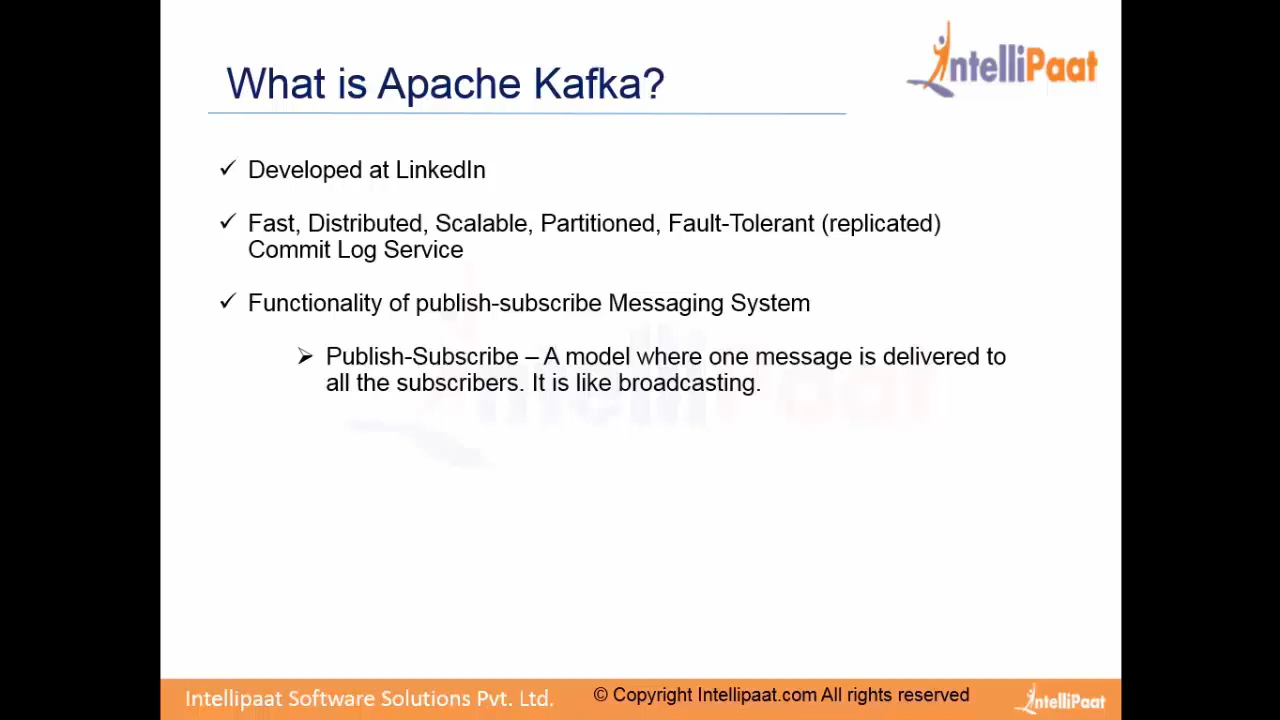 IntelliPaat
What is Apache Kafka?
✓ Developed at LinkedIn
✓ Fast, Distributed, Scalable, Partitioned, Fault-Tolerant (replicated)
Commit Log Service
✓ Functionality of publish-subscribe Messaging System
➢ Publish-Subscribe – A model where one message is delivered to
all the subscribers. It is like broadcasting.
IntelliPaat
Intellipaat Software Solutions Pvt. Ltd.
© Copyright Intellipaat.com All rights reserved
IntelliPaat